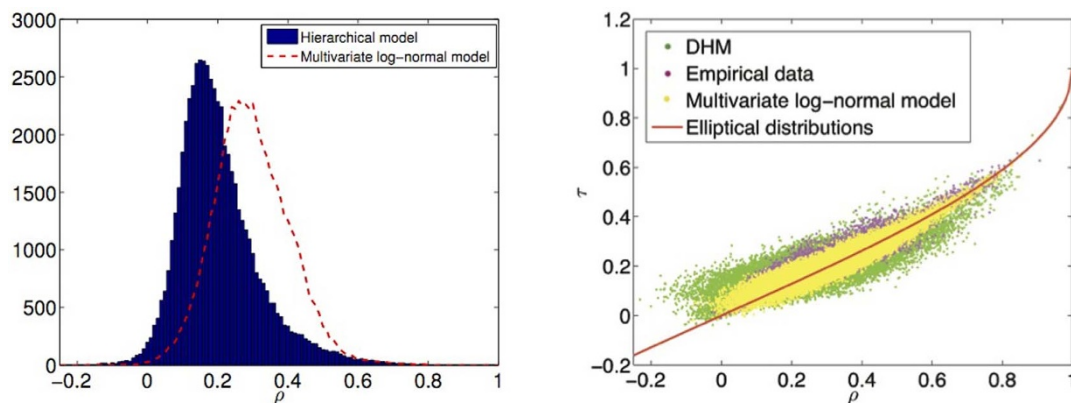 3000
2500
2000
1500
1000
500
0
−0.2 0 0.2 0.4 0.6 0.8 1
ρ
Hierarchical model
Multivariate log−normal model
1.2
1
0.8
0.6
0.4
0.2
0
−0.2
τ
DHM
Empirical data
Multivariate log−normal model
Elliptical distributions
−0.2 0 0.2 0.4 0.6 0.8 1
ρ